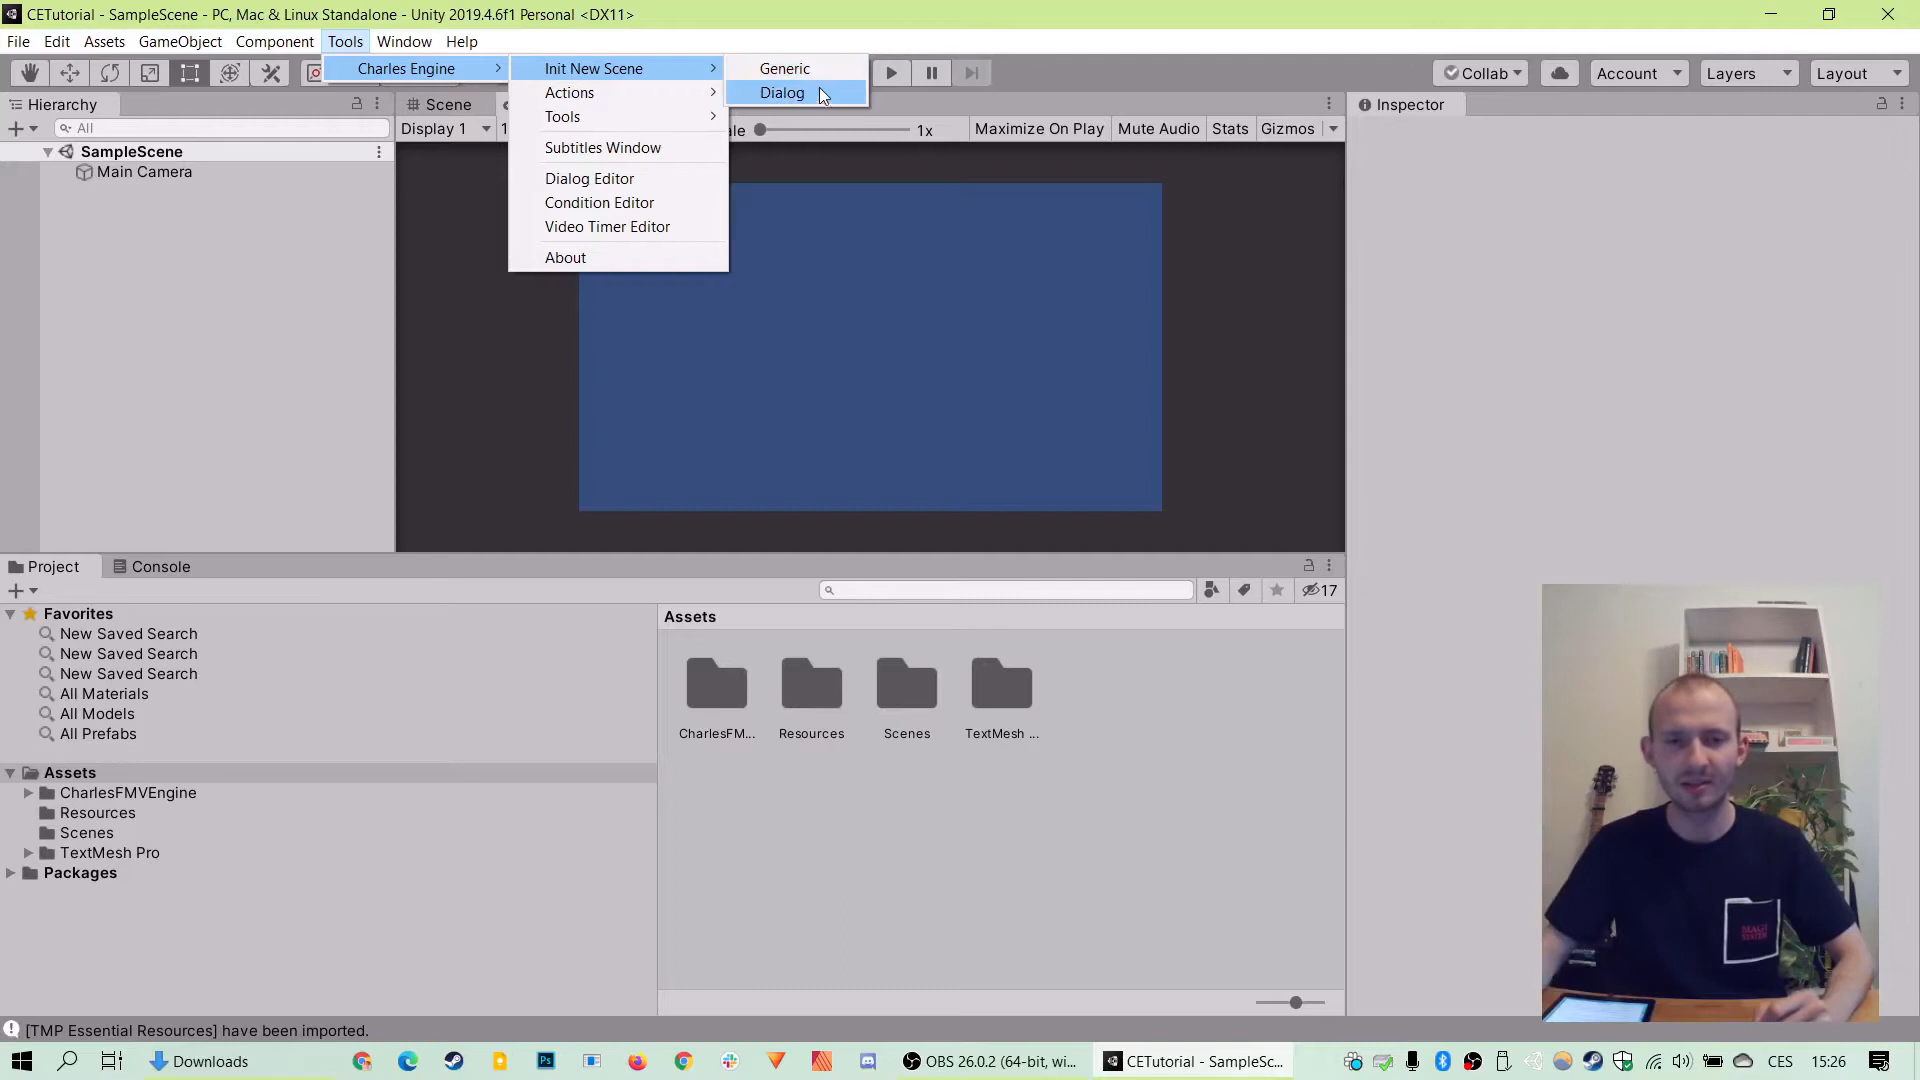 CETutorial - SampleScene - PC, Mac & Linux Standalone - Unity 2019.4.6f1 Personal <DX11>
File Edit Assets GameObject Component Tools Window Help
Charles Engine
Init New Scene
Actions
Tools
Subtitles Window
Dialog Editor
Condition Editor
Video Timer Editor
About
Generic
Dialog
Collab Account Layers Layout
Hierarchy
Scene
Inspector
All
Display 1
1
ale
1x
Maximize On Play
Mute Audio
Stats
Gizmos
SampleScene
Main Camera
Project
Console
17
Favorites
New Saved Search
New Saved Search
New Saved Search
All Materials
All Models
All Prefabs
Assets
CharlesFMVEngine
Resources
Scenes
TextMesh Pro
Packages
Assets
CharlesFM...
Resources
Scenes
TextMesh ...
MAGI
SYSTEM
[TMP Essential Resources] have been imported.
Downloads
OBS 26.0.2 (64-bit, wi...
CETutorial - SampleSc...
CES
15:26